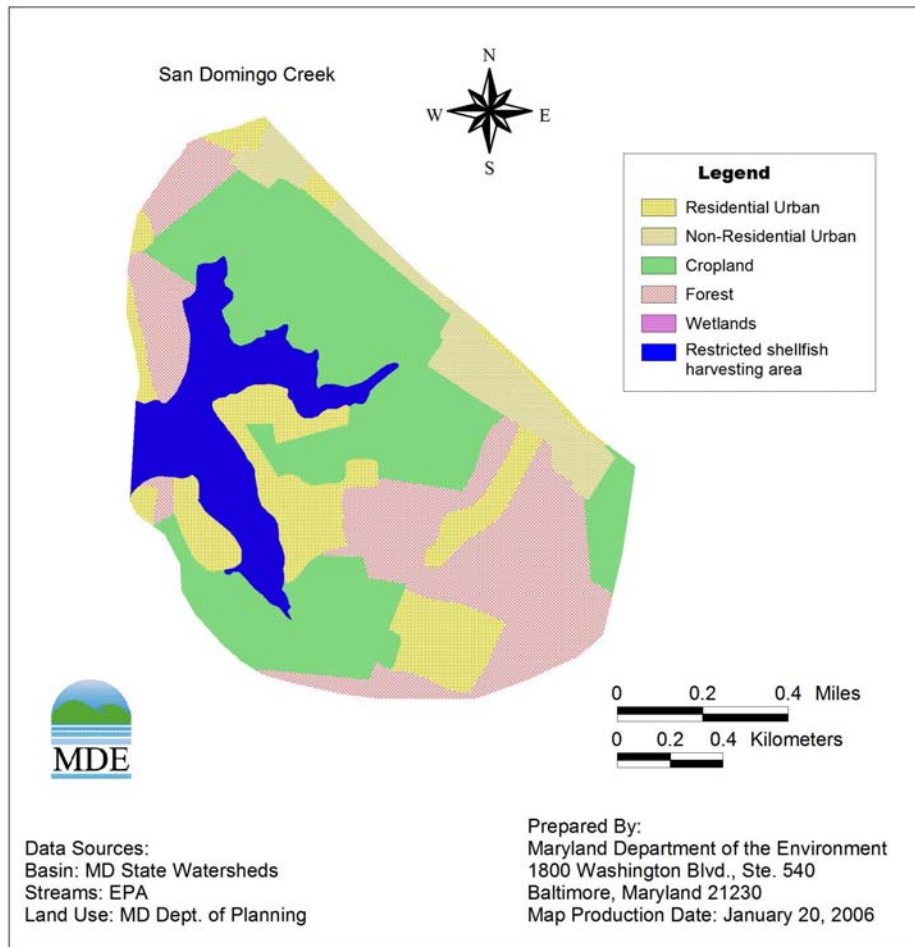 San Domingo Creek
N
W E
S
Legend
Residential Urban
Non-Residential Urban
Cropland
Forest
Wetlands
Restricted shellfish
harvesting area
0 0.2 0.4 Miles
0 0.2 0.4 Kilometers
MDE
Data Sources:
Basin: MD State Watersheds
Streams: EPA
Land Use: MD Dept. of Planning
Prepared By:
Maryland Department of the Environment
1800 Washington Blvd., Ste. 540
Baltimore, Maryland 21230
Map Production Date: January 20, 2006